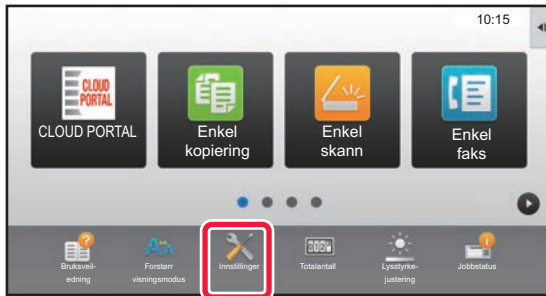 10:15
CLOUD
PORTAL
CLOUD PORTAL
Enkel
kopiering
Enkel
skann
Enkel
faks
Bruksveil-
edning
Forstørr
visningsmodus
Innstillinger
Totalantall
Lysstyrke-
justering
Jobbstatus